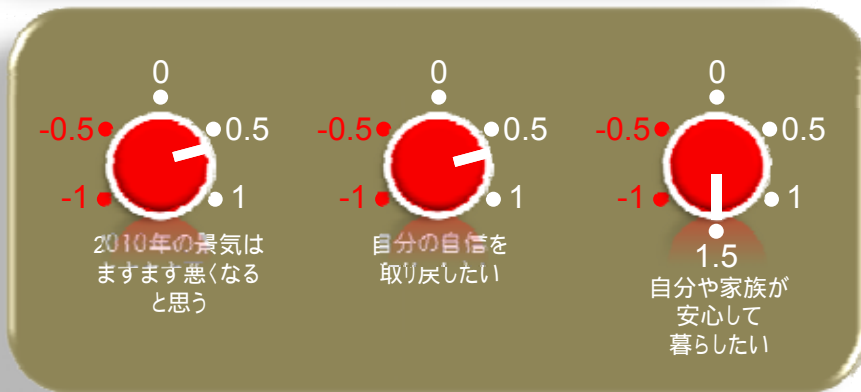 0
-0.5
0.5
-1
1
2010年の景気は
ますます悪くなる
と思う
0
-0.5
0.5
-1
1
自分の自信を
取り戻したい
0
-0.5
0.5
-1
1
1.5
自分や家族が
安心して
暮らしたい